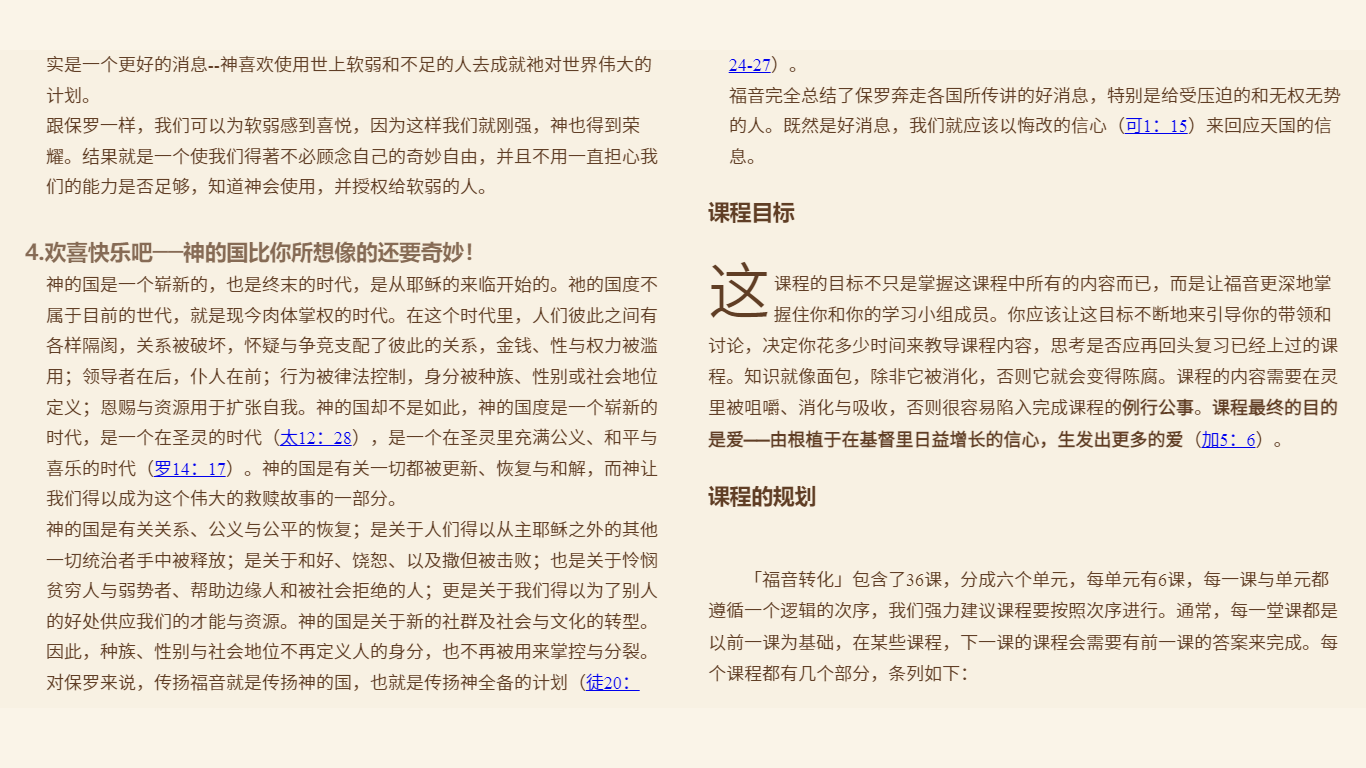 实是一个更好的消息--神喜欢使用世上软弱和不足的人去成就祂对世界伟大的
计划。
跟保罗一样，我们可以为软弱感到喜悦，因为这样我们就刚强，神也得到荣
耀。结果就是一个使我们得著不必顾念自己的奇妙自由，并且不用一直担心我
们的能力是否足够，知道神会使用，并授权给软弱的人。
4.欢喜快乐吧──神的国比你所想像的还要奇妙！
神的国是一个崭新的，也是终末的时代，是从耶稣的来临开始的。祂的国度不
属于目前的世代，就是现今肉体掌权的时代。在这个时代里，人们彼此之间有
各样隔阂，关系被破坏，怀疑与争竞支配了彼此的关系，金钱、性与权力被滥
用；领导者在后，仆人在前；行为被律法控制，身分被种族、性别或社会地位
定义；恩赐与资源用于扩张自我。神的国却不是如此，神的国度是一个崭新的
时代，是一个在圣灵的时代（太12：28），是一个在圣灵里充满公义、和平与
喜乐的时代（罗14：17）。神的国是有关一切都被更新、恢复与和解，而神让
我们得以成为这个伟大的救赎故事的一部分。
神的国是有关关系、公义与公平的恢复；是关于人们得以从主耶稣之外的其他
一切统治者手中被释放；是关于和好、饶恕、以及撒但被击败；也是关于怜悯
贫穷人与弱势者、帮助边缘人和被社会拒绝的人；更是关于我们得以为了别人
的好处供应我们的才能与资源。神的国是关于新的社群及社会与文化的转型。
因此，种族、性别与社会地位不再定义人的身分，也不再被用来掌控与分裂。
对保罗来说，传扬福音就是传扬神的国，也就是传扬神全备的计划（徒20：
24-27）。
福音完全总结了保罗奔走各国所传讲的好消息，特别是给受压迫的和无权无势
的人。既然是好消息，我们就应该以悔改的信心（可1：15）来回应天国的信
息。
课程目标
这课程的目标不只是掌握这课程中所有的内容而已，而是让福音更深地掌
握住你和你的学习小组成员。你应该让这目标不断地来引导你的带领和
讨论，决定你花多少时间来教导课程内容，思考是否应再回头复习已经上过的课
程。知识就像面包，除非它被消化，否则它就会变得陈腐。课程的内容需要在灵
里被咀嚼、消化与吸收，否则很容易陷入完成课程的例行公事。课程最终的目的
是爱──由根植于在基督里日益增长的信心，生发出更多的爱（加5：6）。
课程的规划
「福音转化」包含了36课，分成六个单元，每单元有6课，每一课与单元都
遵循一个逻辑的次序，我们强力建议课程要按照次序进行。通常，每一堂课都是
以前一课为基础，在某些课程，下一课的课程会需要有前一课的答案来完成。每
个课程都有几个部分，条列如下：